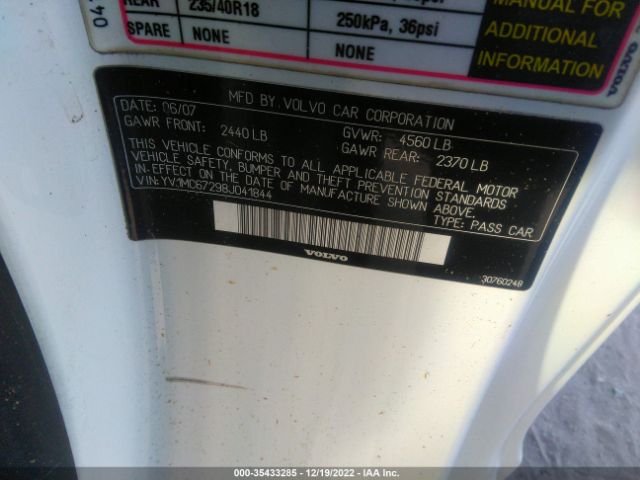 04
REAR 235/40R18
SPARE NONE
250kPa, 36psi
NONE
MANUAL FOR
ADDITIONAL
INFORMATION
VOLVO
MFD BY. VOLVO CAR CORPORATION
DATE: 06/07
GVWR: 4560 LB
GAWR FRONT: 2440 LB
GAWR REAR: 2370 LB
THIS VEHICLE CONFORMS TO ALL APPLICABLE FEDERAL MOTOR
VEHICLE SAFETY, BUMPER AND THEFT PREVENTION STANDARDS
IN EFFECT ON THE DATE OF MANUFACTURE SHOWN ABOVE.
VIN: YV1MC67298J041844
TYPE: PASS CAR
VOLVO
30760248
000-35433285 - 12/19/2022 - IAA Inc.